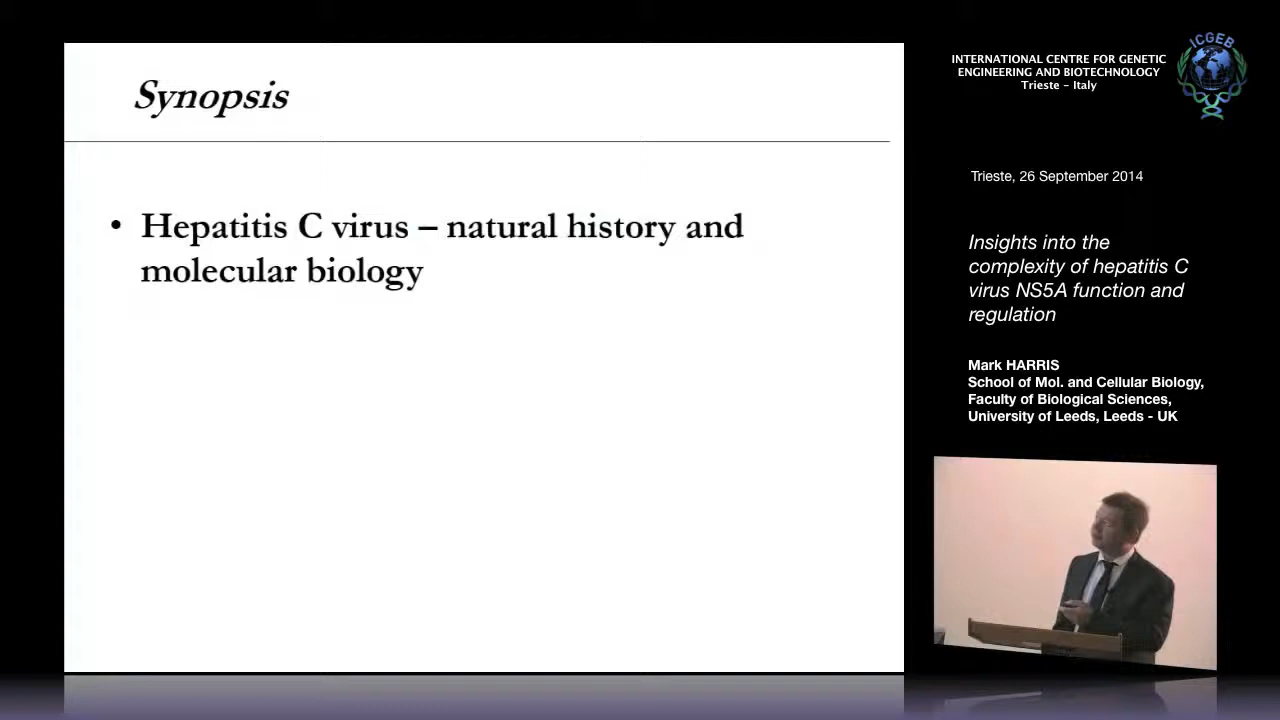 Synopsis
• Hepatitis C virus – natural history and
molecular biology
INTERNATIONAL CENTRE FOR GENETIC
ENGINEERING AND BIOTECHNOLOGY
Trieste – Italy
ICGEB
Trieste, 26 September 2014
Insights into the
complexity of hepatitis C
virus NS5A function and
regulation
Mark HARRIS
School of Mol. and Cellular Biology,
Faculty of Biological Sciences,
University of Leeds, Leeds - UK